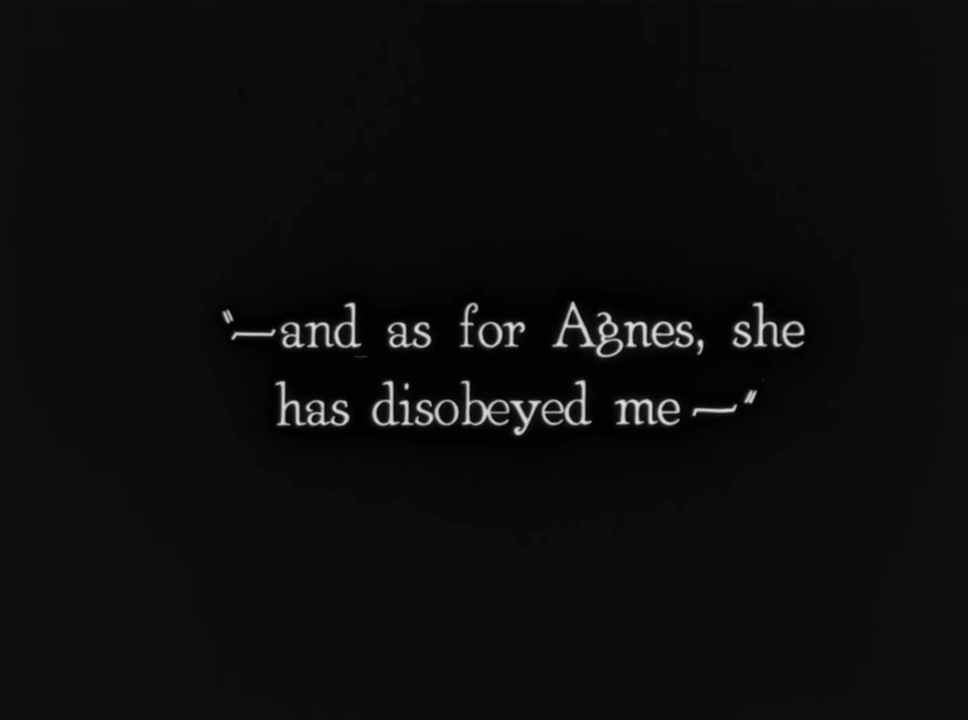 "—and as for Agnes, she
has disobeyed me—"